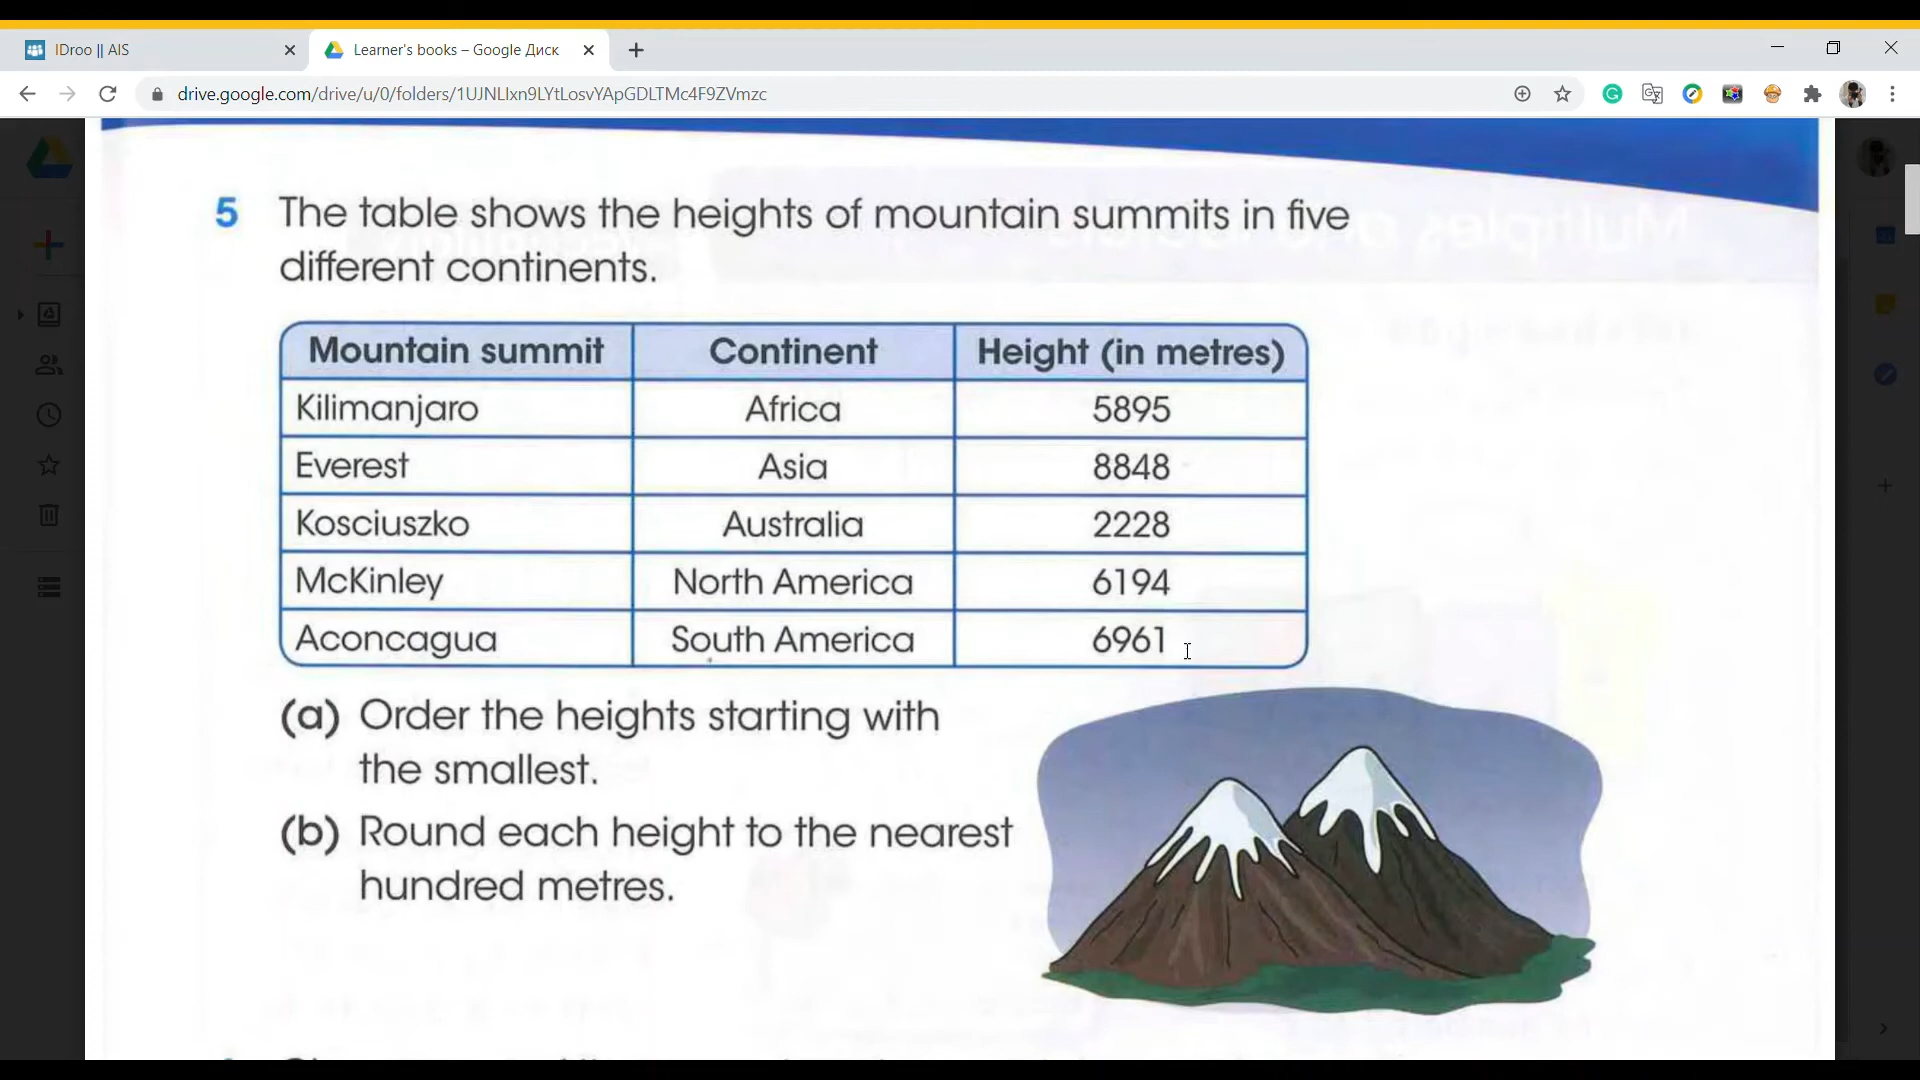 IDroo || AIS
Learner's books – Google Диск
drive.google.com/drive/u/0/folders/1UJNLIxn9LYtLosvYApGDLTMc4F9ZVmzc
5 The table shows the heights of mountain summits in five
different continents.
Mountain summit Continent Height (in metres)
Kilimanjaro Africa 5895
Everest Asia 8848
Kosciuszko Australia 2228
McKinley North America 6194
Aconcagua South America 6961
(a) Order the heights starting with
the smallest.
(b) Round each height to the nearest
hundred metres.